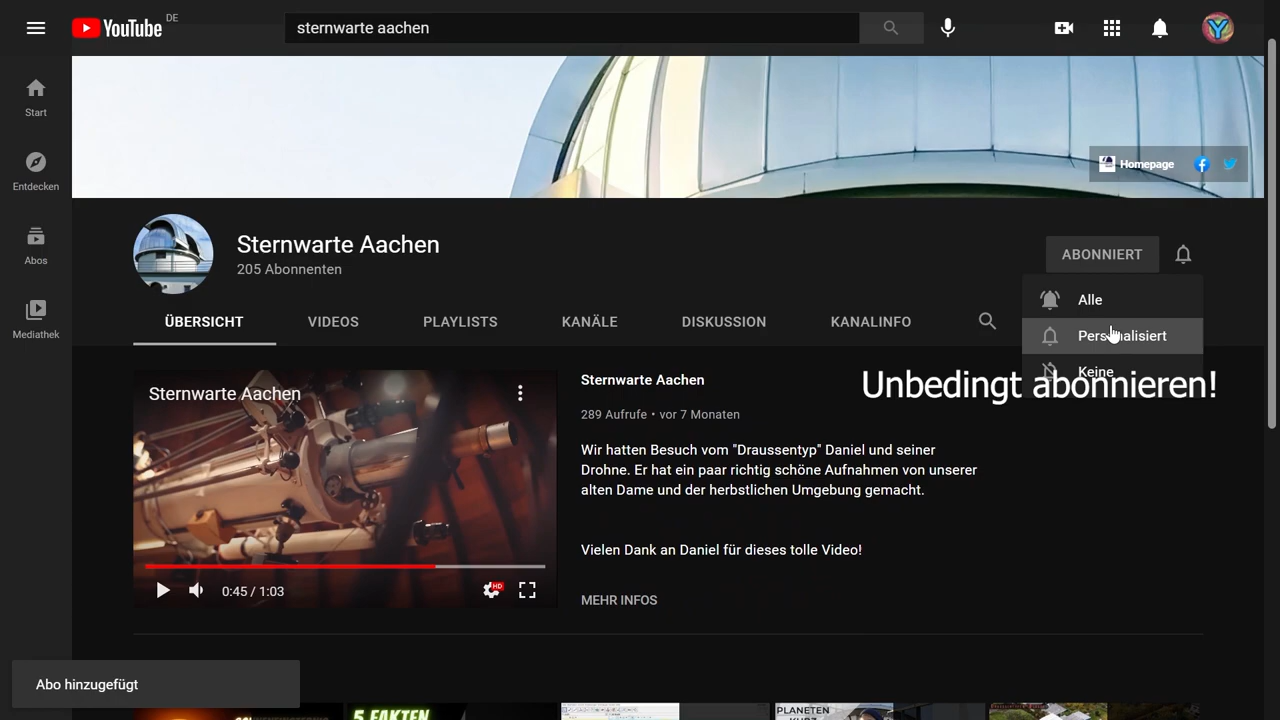 YouTube DE
sternwarte aachen
Start
Entdecken
Abos
Mediathek
Homepage
Sternwarte Aachen
205 Abonnenten
ABONNIERT
Alle
Personalisiert
Keine
ÜBERSICHT
VIDEOS
PLAYLISTS
KANÄLE
DISKUSSION
KANALINFO
Unbedingt abonnieren!
Sternwarte Aachen
0:45 / 1:03
HD
Sternwarte Aachen
289 Aufrufe • vor 7 Monaten
Wir hatten Besuch vom "Draussentyp" Daniel und seiner
Drohne. Er hat ein paar richtig schöne Aufnahmen von unserer
alten Dame und der herbstlichen Umgebung gemacht.
Vielen Dank an Daniel für dieses tolle Video!
MEHR INFOS
Abo hinzugefügt
5 FAKTEN
PLANETEN